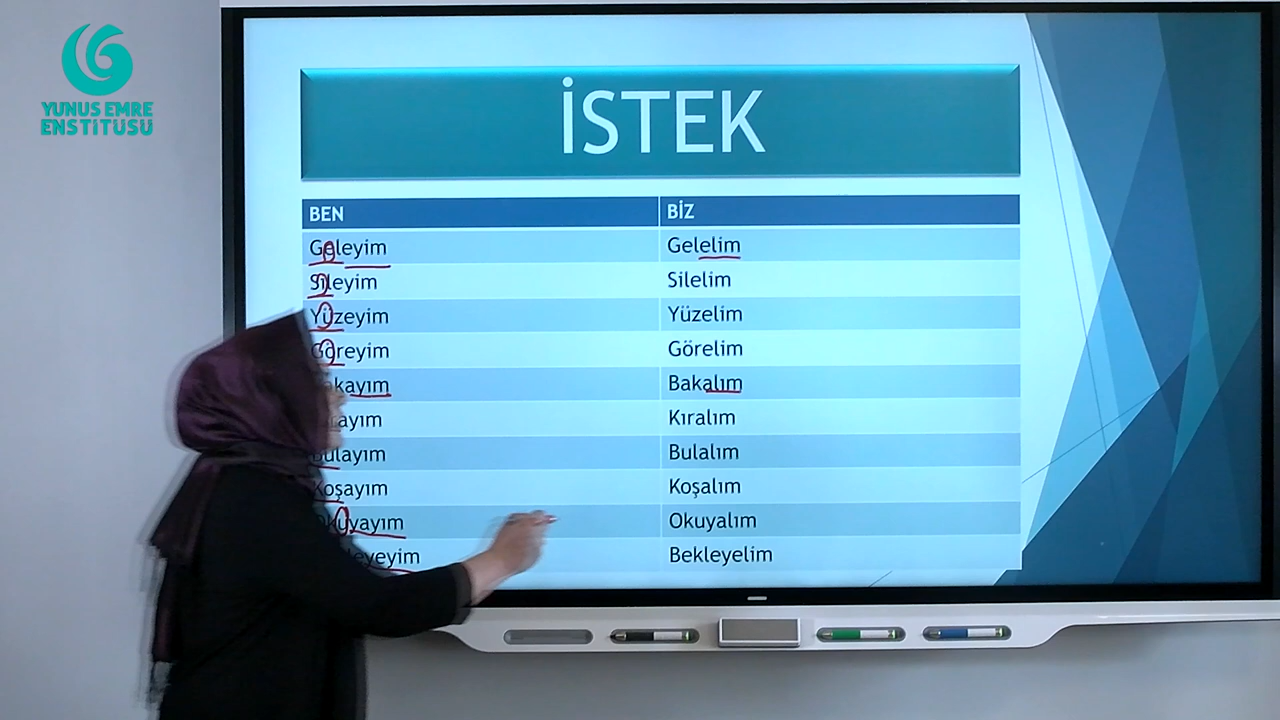 YUNUS EMRE
ENSTİTÜSÜ
İSTEK
BEN BİZ
Geleyim Gelelim
Sileyim Silelim
Yüzeyim Yüzelim
Göreyim Görelim
Bakalım
Kıralım
Bulayım Bulalım
Koşayım Koşalım
Okuyalım
Bekleyelim